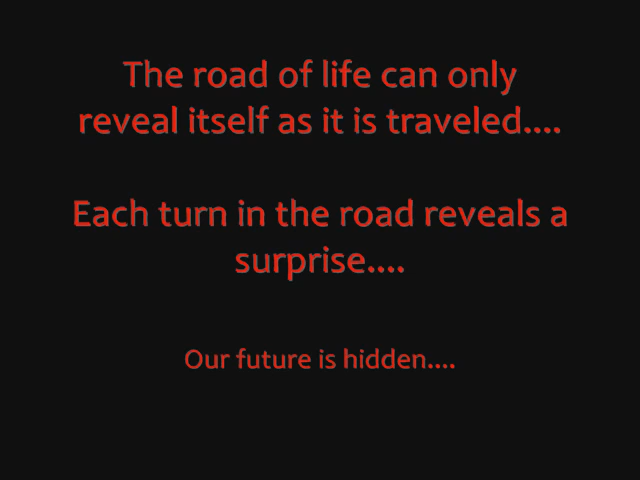 The road of life can only
reveal itself as it is traveled....
Each turn in the road reveals a
surprise....
Our future is hidden....